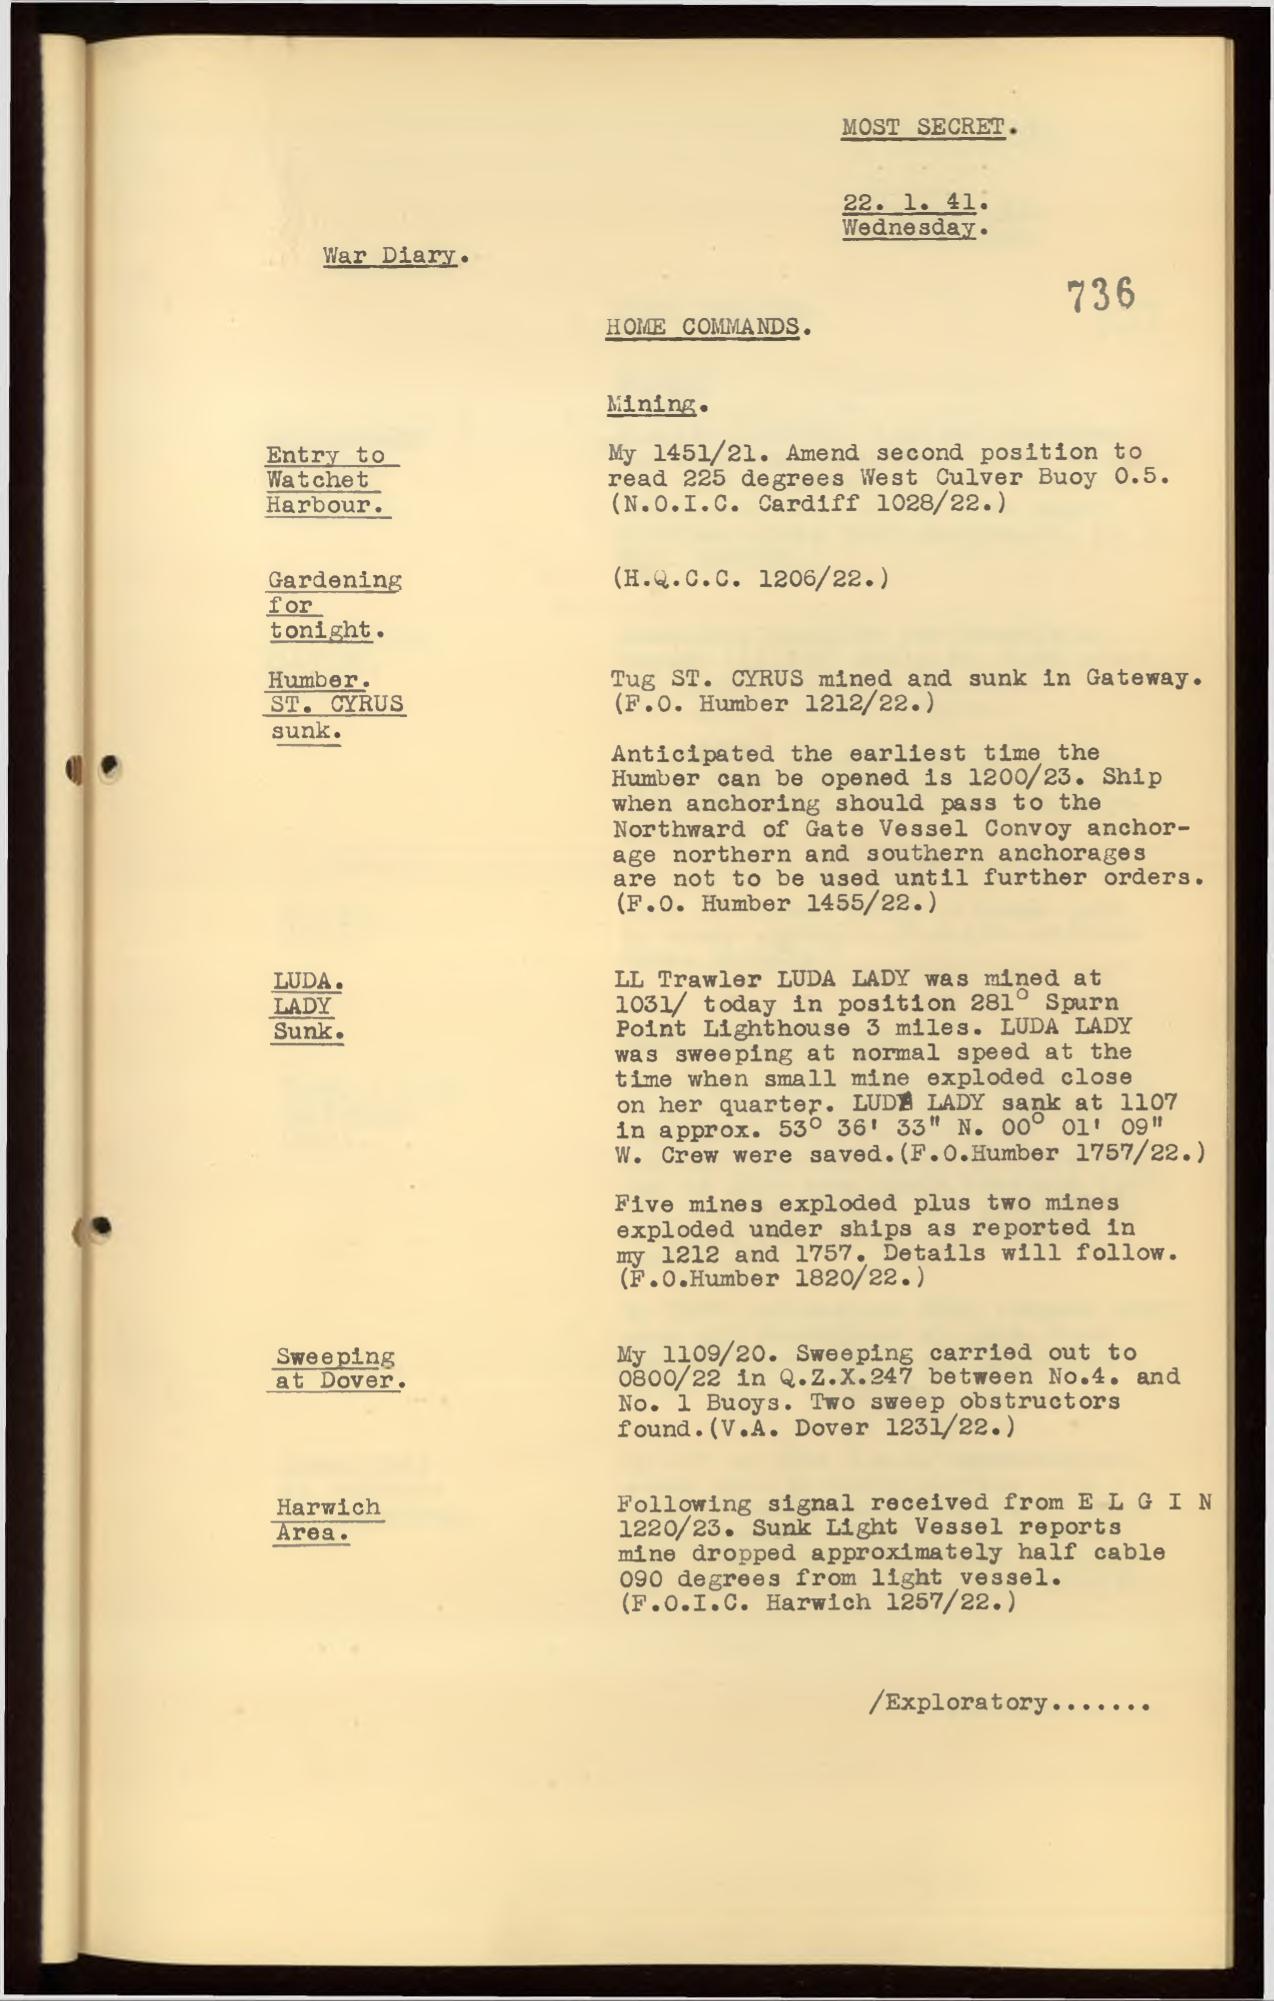 MOST SECRET.
22. 1. 41.
Wednesday.
War Diary.
736
HOME COMMANDS.
Mining.
Entry to
Watchet
Harbour.
My 1451/21. Amend second position to
read 225 degrees West Culver Buoy 0.5.
(N.O.I.C. Cardiff 1028/22.)
Gardening
for
tonight.
(H.Q.C.C. 1206/22.)
Humber.
ST. CYRUS
sunk.
Tug ST. CYRUS mined and sunk in Gateway.
(F.O. Humber 1212/22.)
Anticipated the earliest time the
Humber can be opened is 1200/23. Ship
when anchoring should pass to the
Northward of Gate Vessel Convoy anchor-
age northern and southern anchorages
are not to be used until further orders.
(F.O. Humber 1455/22.)
LUDA.
LADY
Sunk.
LL Trawler LUDA LADY was mined at
1031/ today in position 281° Spurn
Point Lighthouse 3 miles. LUDA LADY
was sweeping at normal speed at the
time when small mine exploded close
on her quarter. LUDA LADY sank at 1107
in approx. 53° 36' 33" N. 00° 01' 09"
W. Crew were saved.(F.O.Humber 1757/22.)
Five mines exploded plus two mines
exploded under ships as reported in
my 1212 and 1757. Details will follow.
(F.O.Humber 1820/22.)
Sweeping
at Dover.
My 1109/20. Sweeping carried out to
0800/22 in Q.Z.X.247 between No.4. and
No. 1 Buoys. Two sweep obstructors
found.(V.A. Dover 1231/22.)
Harwich
Area.
Following signal received from E L G I N
1220/23. Sunk Light Vessel reports
mine dropped approximately half cable
090 degrees from light vessel.
(F.O.I.C. Harwich 1257/22.)
/Exploratory.......